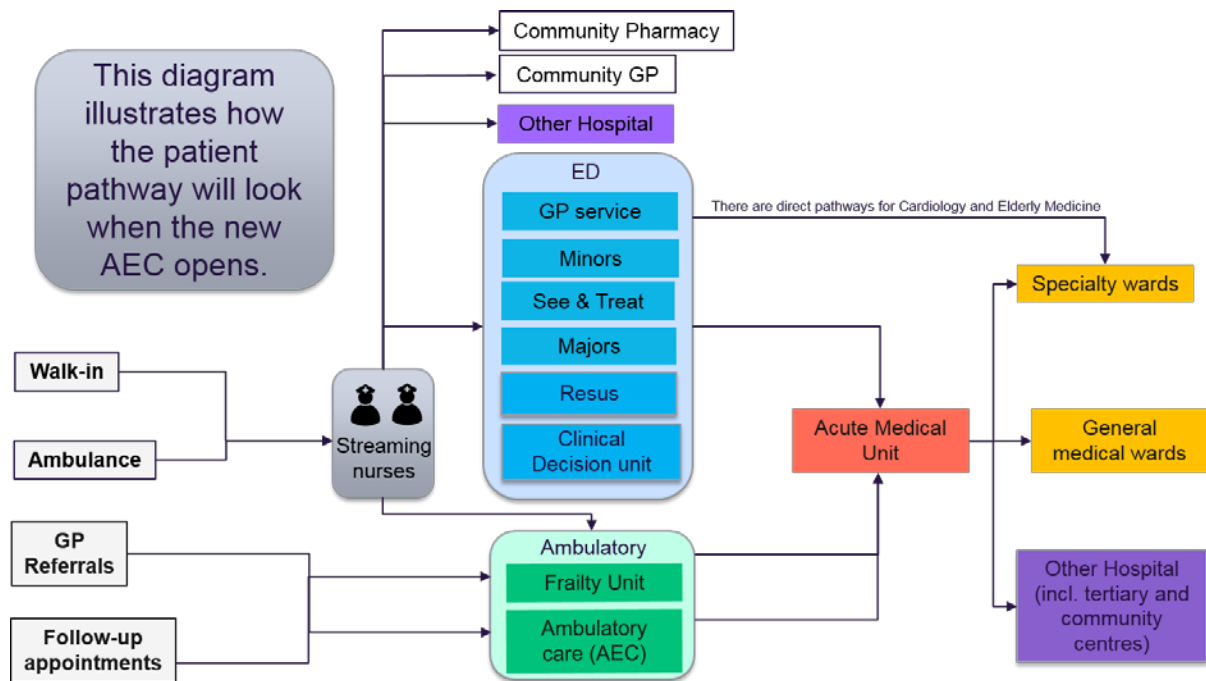 This diagram
illustrates how
the patient
pathway will look
when the new
AEC opens.
Community Pharmacy
Community GP
Other Hospital
ED
GP service
Minors
See & Treat
Majors
Resus
Clinical
Decision unit
There are direct pathways for Cardiology and Elderly Medicine
Specialty wards
Walk-in
Ambulance
Streaming
nurses
Acute Medical
Unit
General
medical wards
GP
Referrals
Follow-up
appointments
Ambulatory
Frailty Unit
Ambulatory
care (AEC)
Other Hospital
(incl. tertiary and
community
centres)